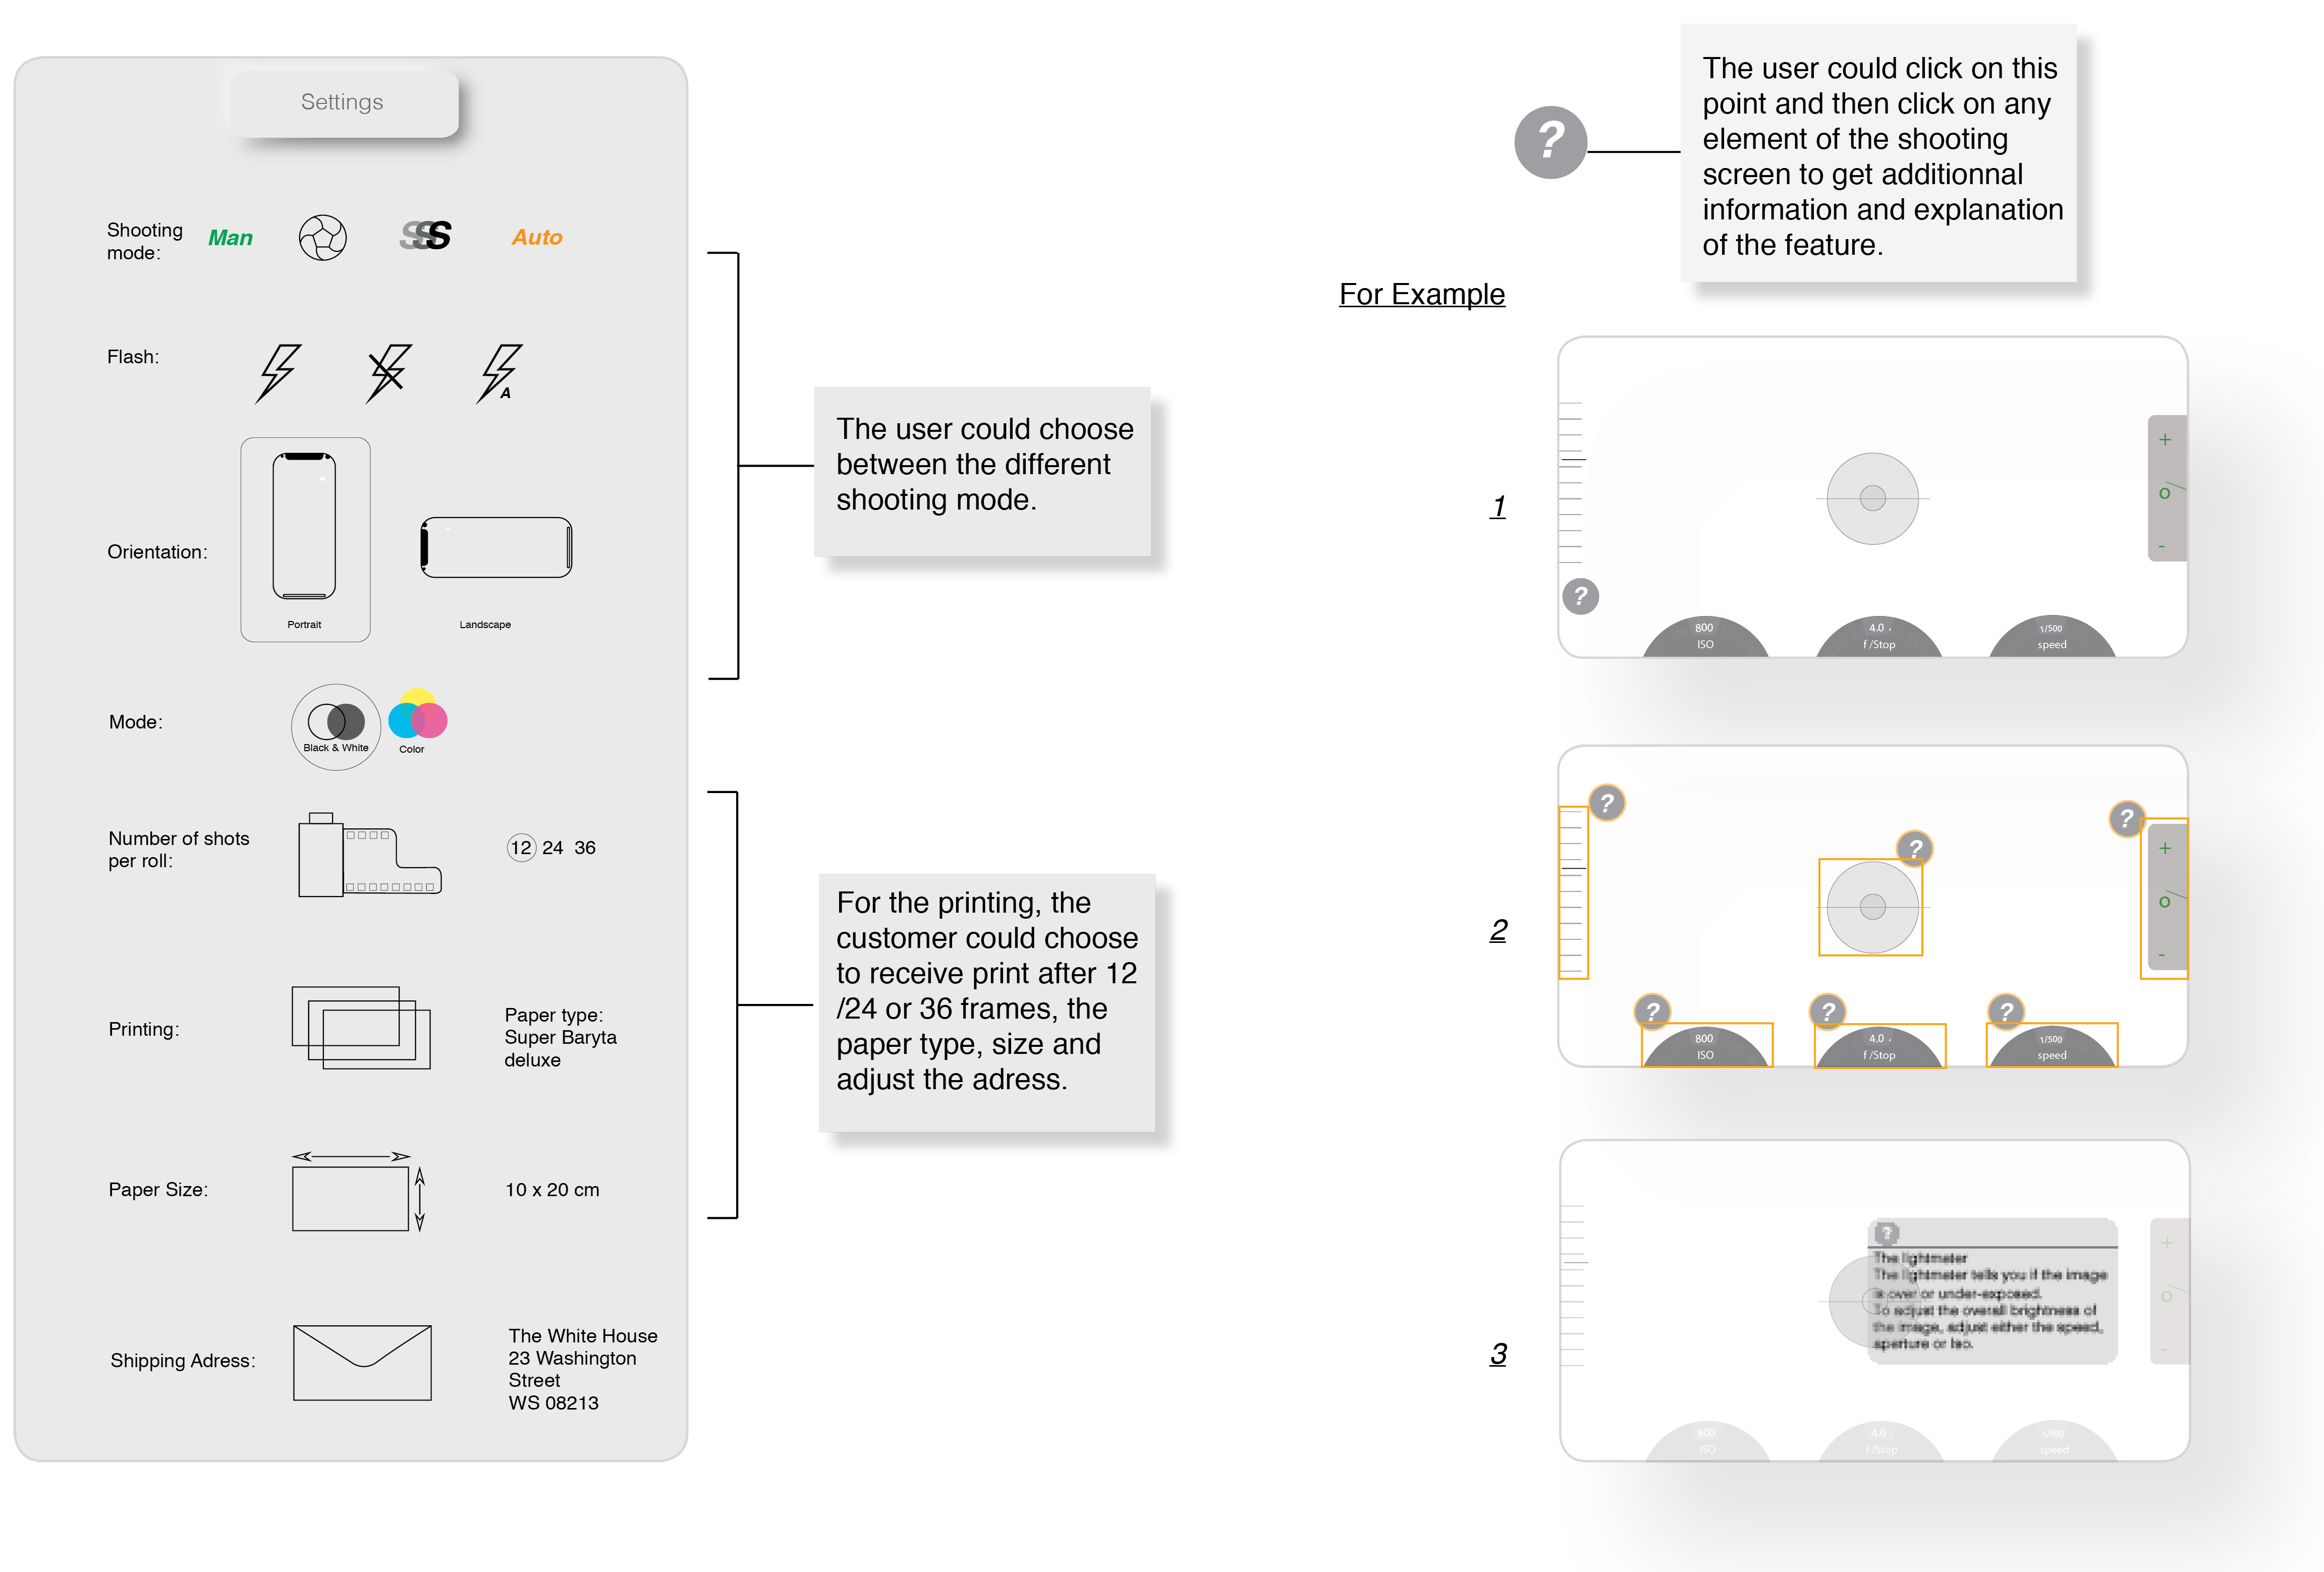 Settings
Shooting
mode:
Man
SSS
Auto
Flash:
A
Orientation:
Portrait
Landscape
Mode:
Black & White
Color
Number of shots
per roll:
12 24 36
Printing:
Paper type:
Super Baryta
deluxe
Paper Size:
10 x 20 cm
Shipping Adress:
The White House
23 Washington
Street
WS 08213
The user could choose
between the different
shooting mode.
For the printing, the
customer could choose
to receive print after 12
/24 or 36 frames, the
paper type, size and
adjust the adress.
?
The user could click on this
point and then click on any
element of the shooting
screen to get additionnal
information and explanation
of the feature.
For Example
1
+
o
-
?
800
ISO
4.0
f /Stop
1/500
speed
2
?
?
?
+
o
-
?
?
?
800
ISO
4.0
f /Stop
1/500
speed
3
?
The lightmeter
The lightmeter tells you if the image
is over or under-exposed.
To adjust the overall brightness of
the image, adjust either the speed,
aperture or Iso.
+
o
-
800
ISO
4.0
f /Stop
1/500
speed